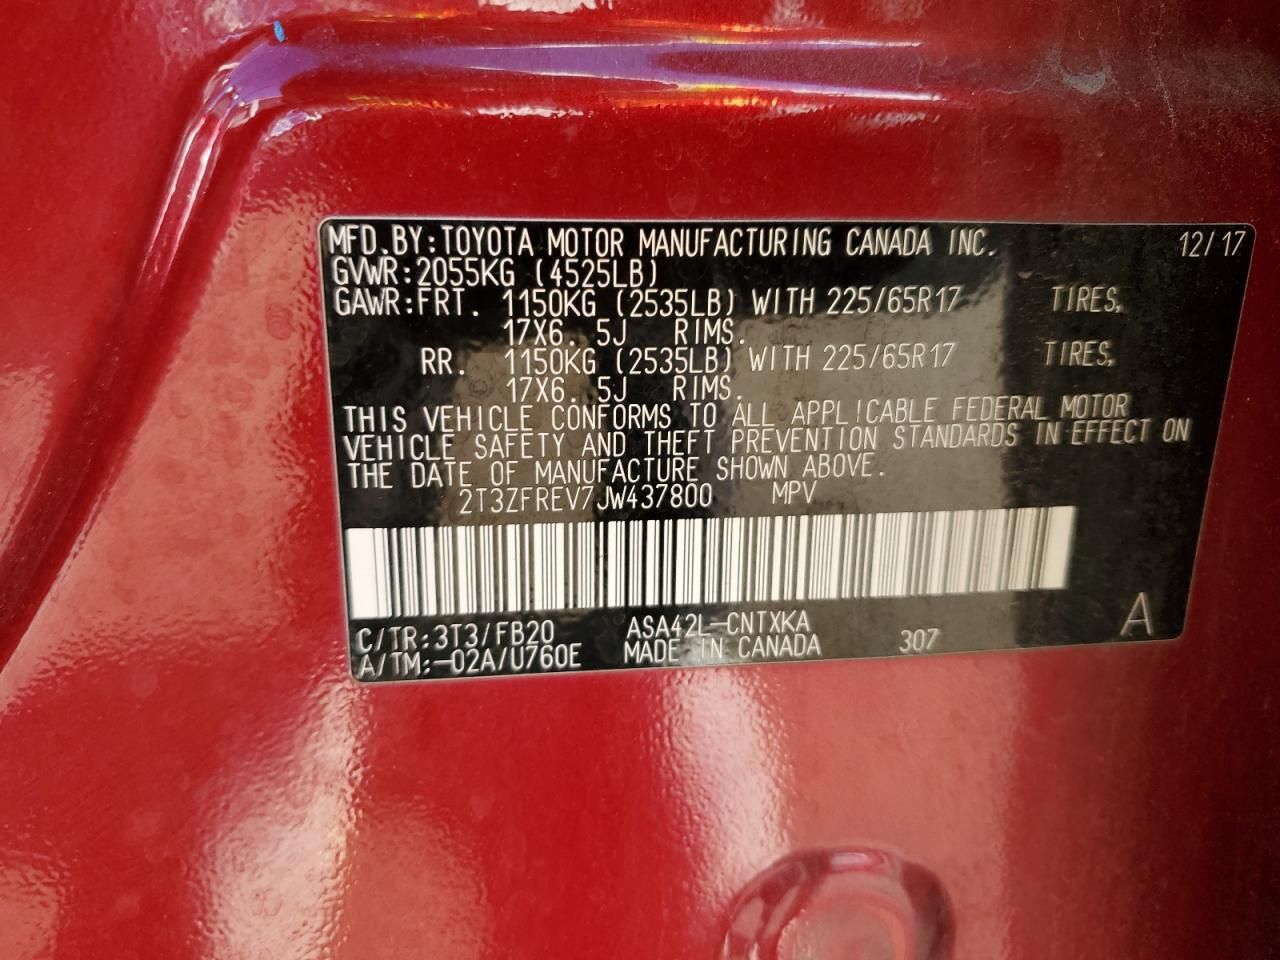 MFD.BY:TOYOTA MOTOR MANUFACTURING CANADA INC. 12/17
GVWR:2055KG (4525LB)
GAWR:FRT. 1150KG (2535LB) WITH 225/65R17 TIRES,
17X6.5J RIMS.
RR. 1150KG (2535LB) WITH 225/65R17 TIRES,
17X6.5J RIMS.
THIS VEHICLE CONFORMS TO ALL APPLICABLE FEDERAL MOTOR
VEHICLE SAFETY AND THEFT PREVENTION STANDARDS IN EFFECT ON
THE DATE OF MANUFACTURE SHOWN ABOVE.
2T3ZFREV7JW437800 MPV
C/TR:3T3/FB20 ASA42L-CNTXKA
A/TM:-02A/U760E MADE IN CANADA 307 A